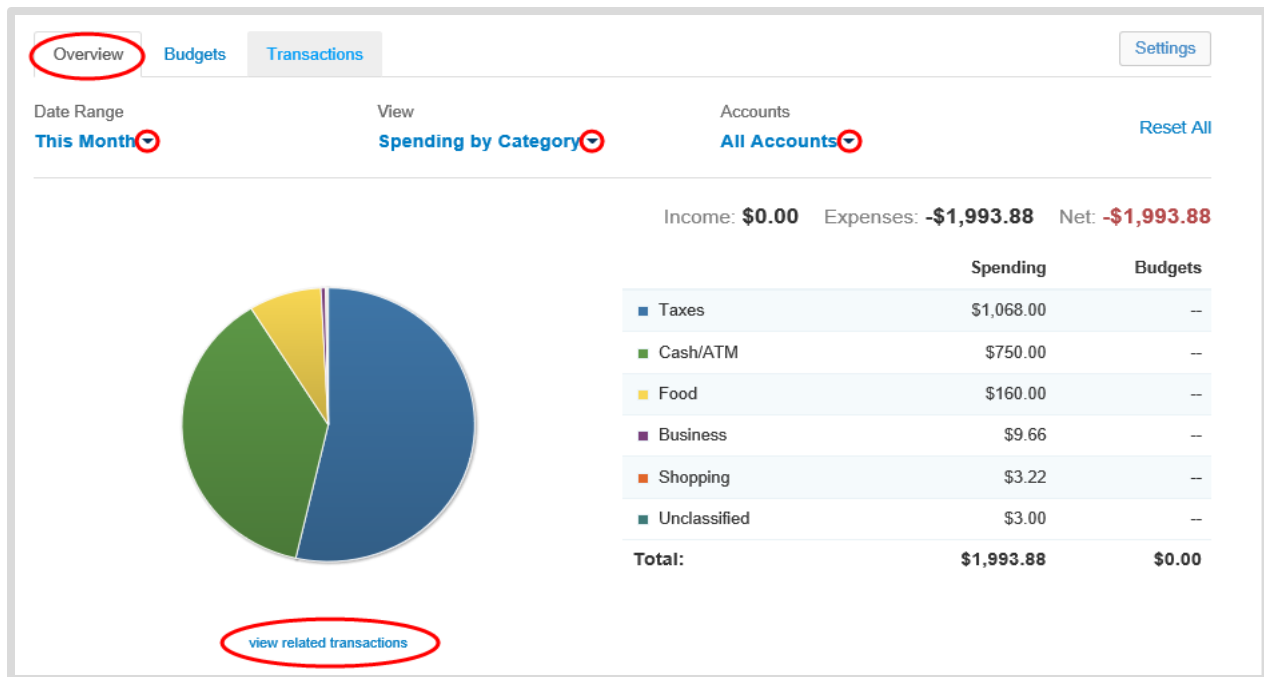 Overview Budgets Transactions Settings
Date Range View Accounts
This Month Spending by Category All Accounts Reset All
Income: $0.00 Expenses: -$1,993.88 Net: -$1,993.88
Spending Budgets
Taxes $1,068.00 --
Cash/ATM $750.00 --
Food $160.00 --
Business $9.66 --
Shopping $3.22 --
Unclassified $3.00 --
Total: $1,993.88 $0.00
view related transactions